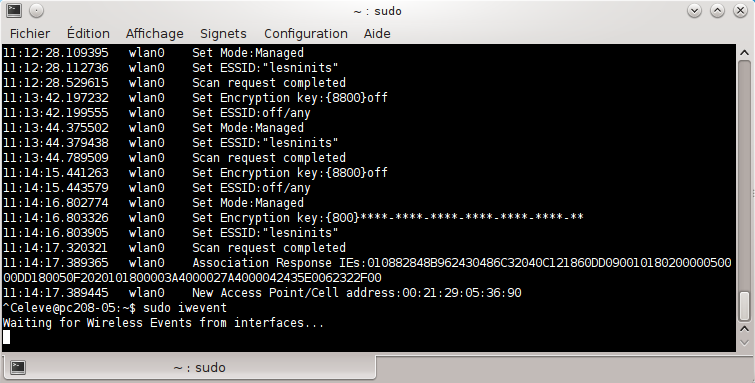 ~ : sudo
Fichier Édition Affichage Signets Configuration Aide
11:12:28.109395 wlan0 Set Mode:Managed
11:12:28.112736 wlan0 Set ESSID:"lesninits"
11:12:28.529615 wlan0 Scan request completed
11:13:42.197232 wlan0 Set Encryption key:{8800}off
11:13:42.199555 wlan0 Set ESSID:off/any
11:13:44.375502 wlan0 Set Mode:Managed
11:13:44.379438 wlan0 Set ESSID:"lesninits"
11:13:44.789509 wlan0 Scan request completed
11:14:15.441263 wlan0 Set Encryption key:{8800}off
11:14:15.443579 wlan0 Set ESSID:off/any
11:14:16.802774 wlan0 Set Mode:Managed
11:14:16.803326 wlan0 Set Encryption key:{800}****-****-****-****-****-****-**
11:14:16.803905 wlan0 Set ESSID:"lesninits"
11:14:17.320321 wlan0 Scan request completed
11:14:17.389365 wlan0 Association Response IEs:010882848B962430486C32040C121860DD090010180200000500
00DD180050F2020101800003A4000027A4000042435E0062322F00
11:14:17.389445 wlan0 New Access Point/Cell address:00:21:29:05:36:90
^Celeve@pc208-05:~$ sudo iwevent
Waiting for Wireless Events from interfaces...
~ : sudo